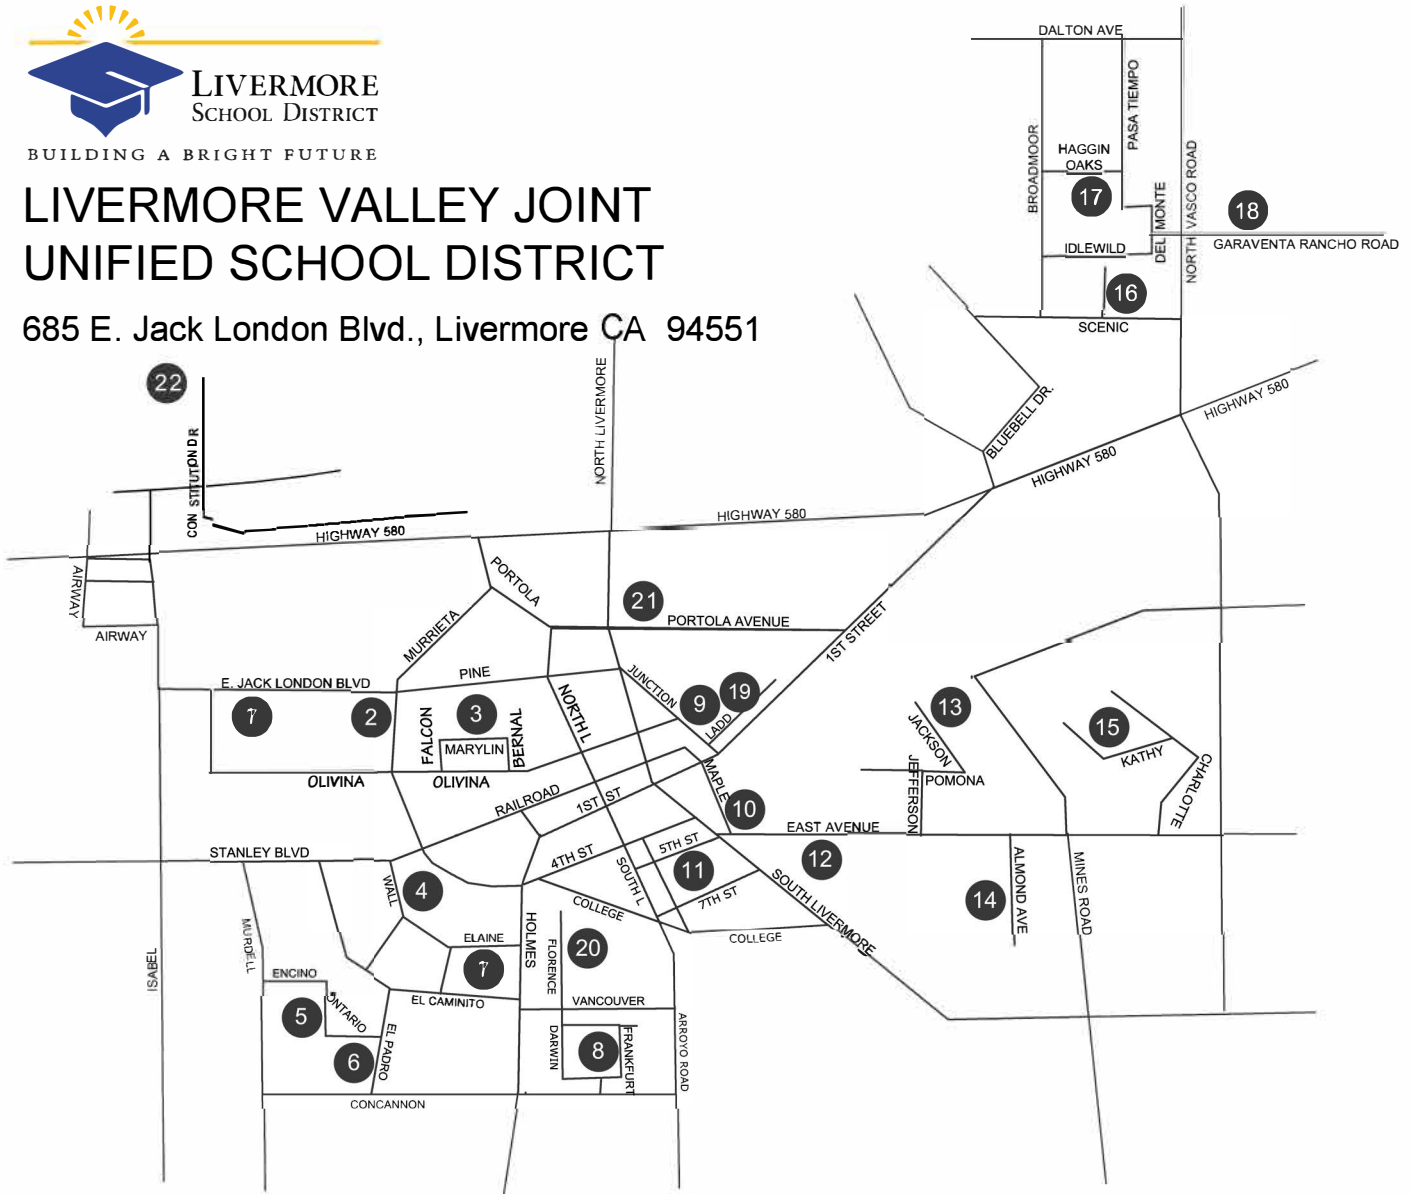 LIVERMORE
SCHOOL DISTRICT
BUILDING A BRIGHT FUTURE
LIVERMORE VALLEY JOINT
UNIFIED SCHOOL DISTRICT
685 E. Jack London Blvd., Livermore CA 94551
DALTON AVE
PASA TIEMPO
BROADMOOR
HAGGIN
OAKS
17
NORTH VASCO ROAD
DEL MONTE
18
GARAVENTA RANCHO ROAD
IDLEWILD
16
SCENIC
22
CON STITUTION DR
NORTH LIVERMORE
BLUEBELL DR.
HIGHWAY 580
HIGHWAY 580
HIGHWAY 580
HIGHWAY 580
AIRWAY
AIRWAY
PORTOLA
MURRIETA
21
PORTOLA AVENUE
1ST STREET
E. JACK LONDON BLVD
PINE
JUNCTION
1
2
3
FALCON
MARYLIN
BERNAL
NORTH L
9
19
LADD
13
JACKSON
15
KATHY
CHARLOTTE
OLIVINA
OLIVINA
RAILROAD
1ST ST
MAPLE
JEFFERSON
POMONA
10
EAST AVENUE
STANLEY BLVD
4TH ST
5TH ST
SOUTH L
11
7TH ST
12
SOUTH LIVERMORE
14
ALMOND AVE
MINES ROAD
WALL
4
COLLEGE
COLLEGE
MURDELL
ISABEL
ELAINE
7
HOLMES
FLORENCE
20
ENCINO
ONTARIO
EL CAMINITO
VANCOUVER
5
6
EL PADRO
DARWIN
8
FRANKFURT
ARROYO ROAD
CONCANNON